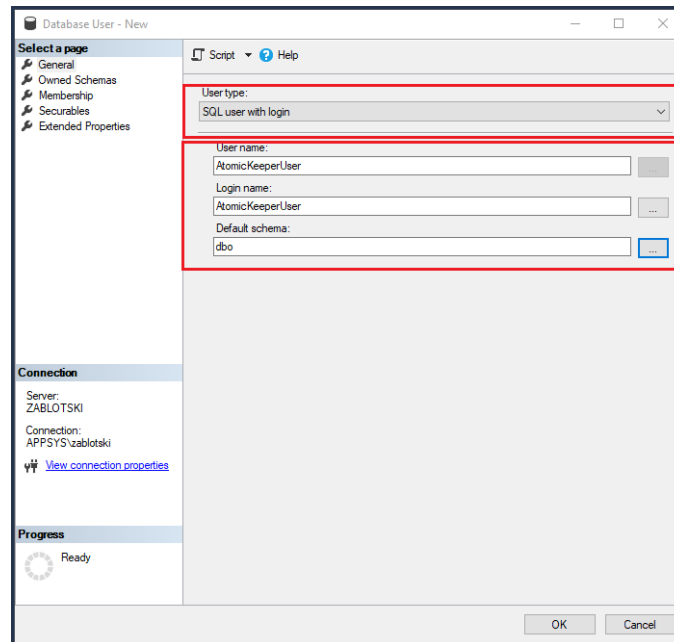 Database User - New
Select a page
General
Owned Schemas
Membership
Securables
Extended Properties
Script
Help
User type:
SQL user with login
User name:
AtomicKeeperUser
...
Login name:
AtomicKeeperUser
...
Default schema:
dbo
...
Connection
Server:
ZABLOTSKI
Connection:
APPSYS\zablotski
View connection properties
Progress
Ready
OK
Cancel